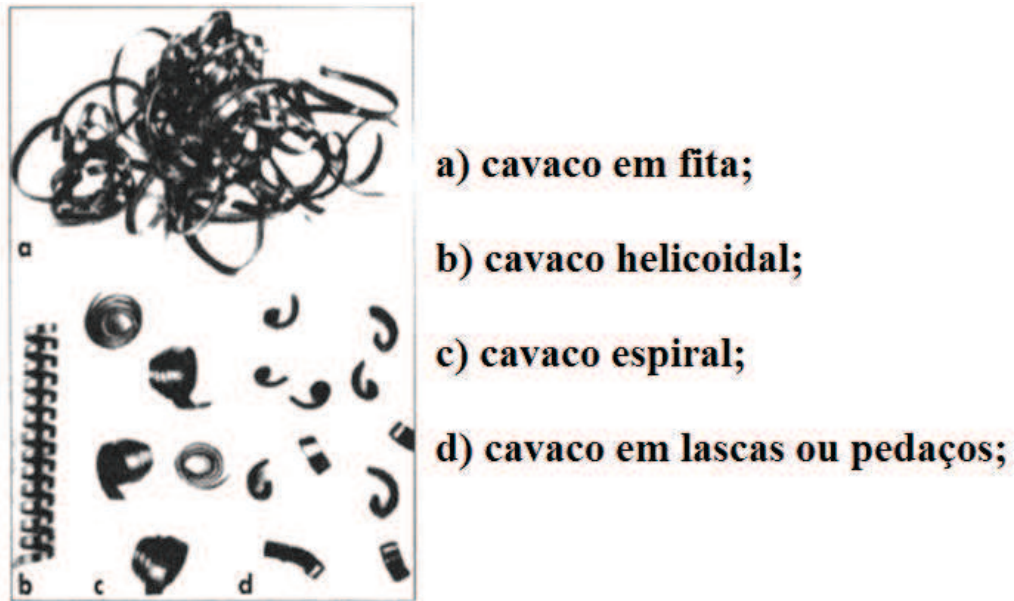 a
b
c
d
a) cavaco em fita;
b) cavaco helicoidal;
c) cavaco espiral;
d) cavaco em lascas ou pedaços;